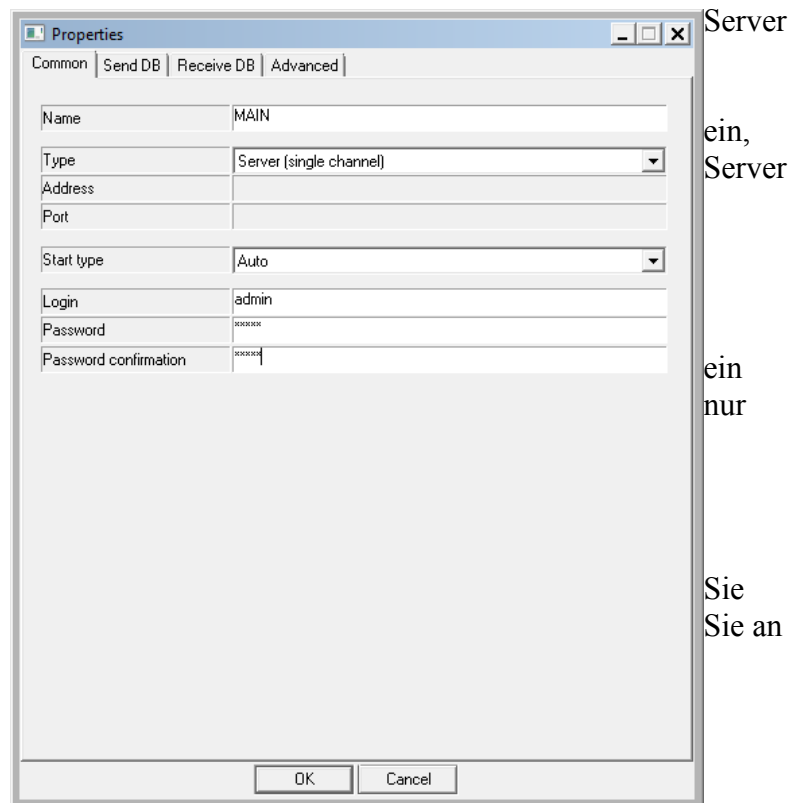 Properties
Common Send DB Receive DB Advanced
Name MAIN
Type Server (single channel)
Address
Port
Start type Auto
Login admin
Password *****
Password confirmation *****
OK Cancel
Server
ein,
Server
ein
nur
Sie
Sie an